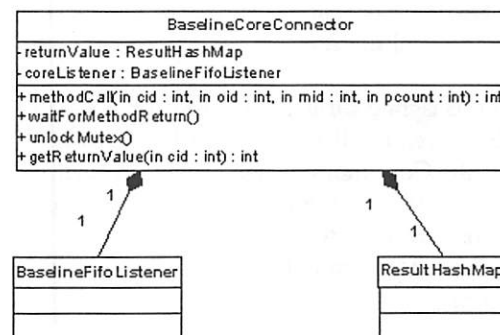 BaselineCoreConnector
- returnValue : ResultHashMap
- coreListener : BaselineFifoListener
+ methodCall(in cid : int, in oid : int, in mid : int, in pcount : int) : int
+ waitForMethodReturn()
+ unlockMutex()
+ getReturnValue(in cid : int) : int
1 1
1 1
BaselineFifoListener ResultHashMap